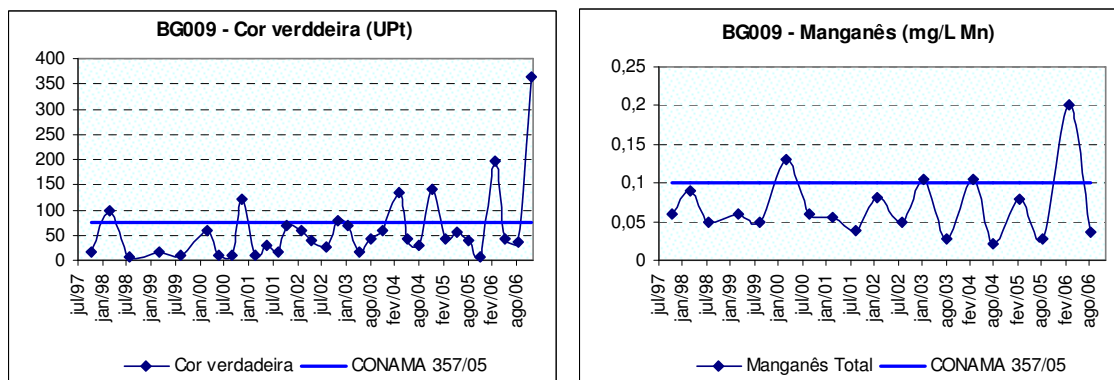 BG009 - Cor verddeira (UPt)
400
350
300
250
200
150
100
50
0
jul/97
jan/98
jul/98
jan/99
jul/99
jan/00
jul/00
jan/01
jul/01
jan/02
jul/02
jan/03
ago/03
fev/04
ago/04
fev/05
ago/05
fev/06
ago/06
Cor verdadeira
CONAMA 357/05
BG009 - Manganês (mg/L Mn)
0,25
0,2
0,15
0,1
0,05
0
jul/97
jan/98
jul/98
jan/99
jul/99
jan/00
jul/00
jan/01
jul/01
jan/02
jul/02
jan/03
ago/03
fev/04
ago/04
fev/05
ago/05
fev/06
ago/06
Manganês Total
CONAMA 357/05